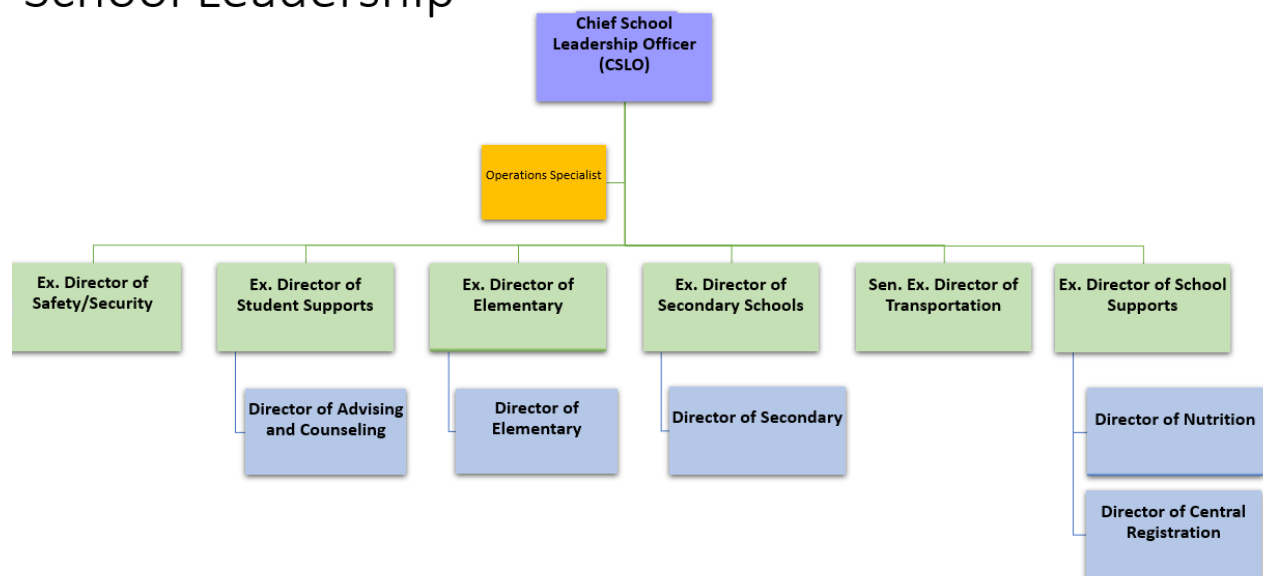 School Leadership
Chief School
Leadership Officer
(CSLO)
Operations Specialist
Ex. Director of
Safety/Security
Ex. Director of
Student Supports
Ex. Director of
Elementary
Ex. Director of
Secondary Schools
Sen. Ex. Director of
Transportation
Ex. Director of School
Supports
Director of Advising
and Counseling
Director of
Elementary
Director of Secondary
Director of Nutrition
Director of Central
Registration